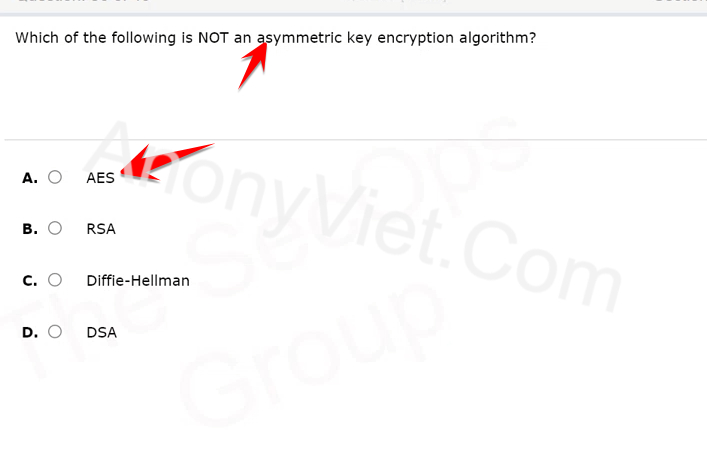 Which of the following is NOT an asymmetric key encryption algorithm?
A. AES
B. RSA
C. Diffie-Hellman
D. DSA
AnonyViet.Com
The SecOps
Group